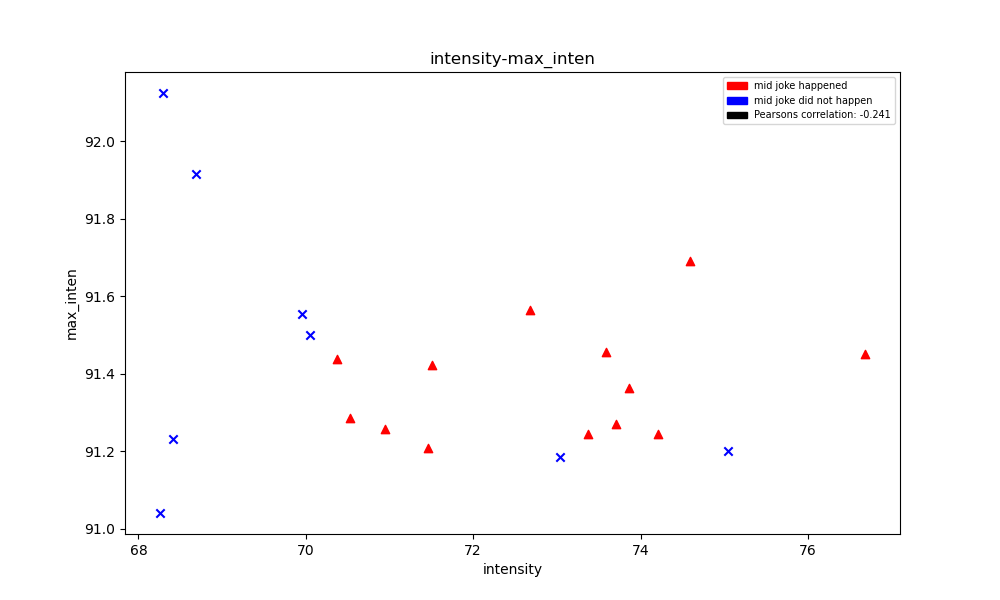 intensity-max_inten
mid joke happened
mid joke did not happen
Pearsons correlation: -0.241
92.0
91.8
91.6
91.4
91.2
91.0
max_inten
68
70
72
74
76
intensity